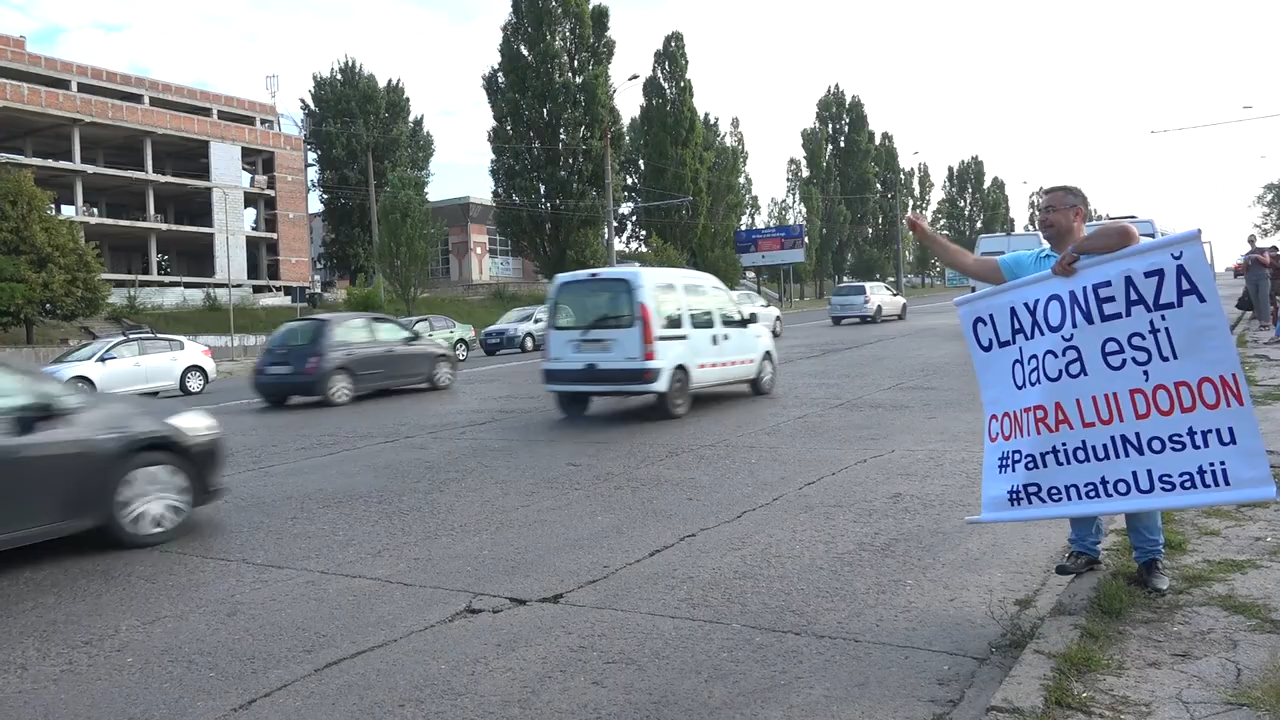 CLAXONEAZĂ
dacă ești
CONTRA LUI DODON
#PartidulNostru
#RenatoUsatii